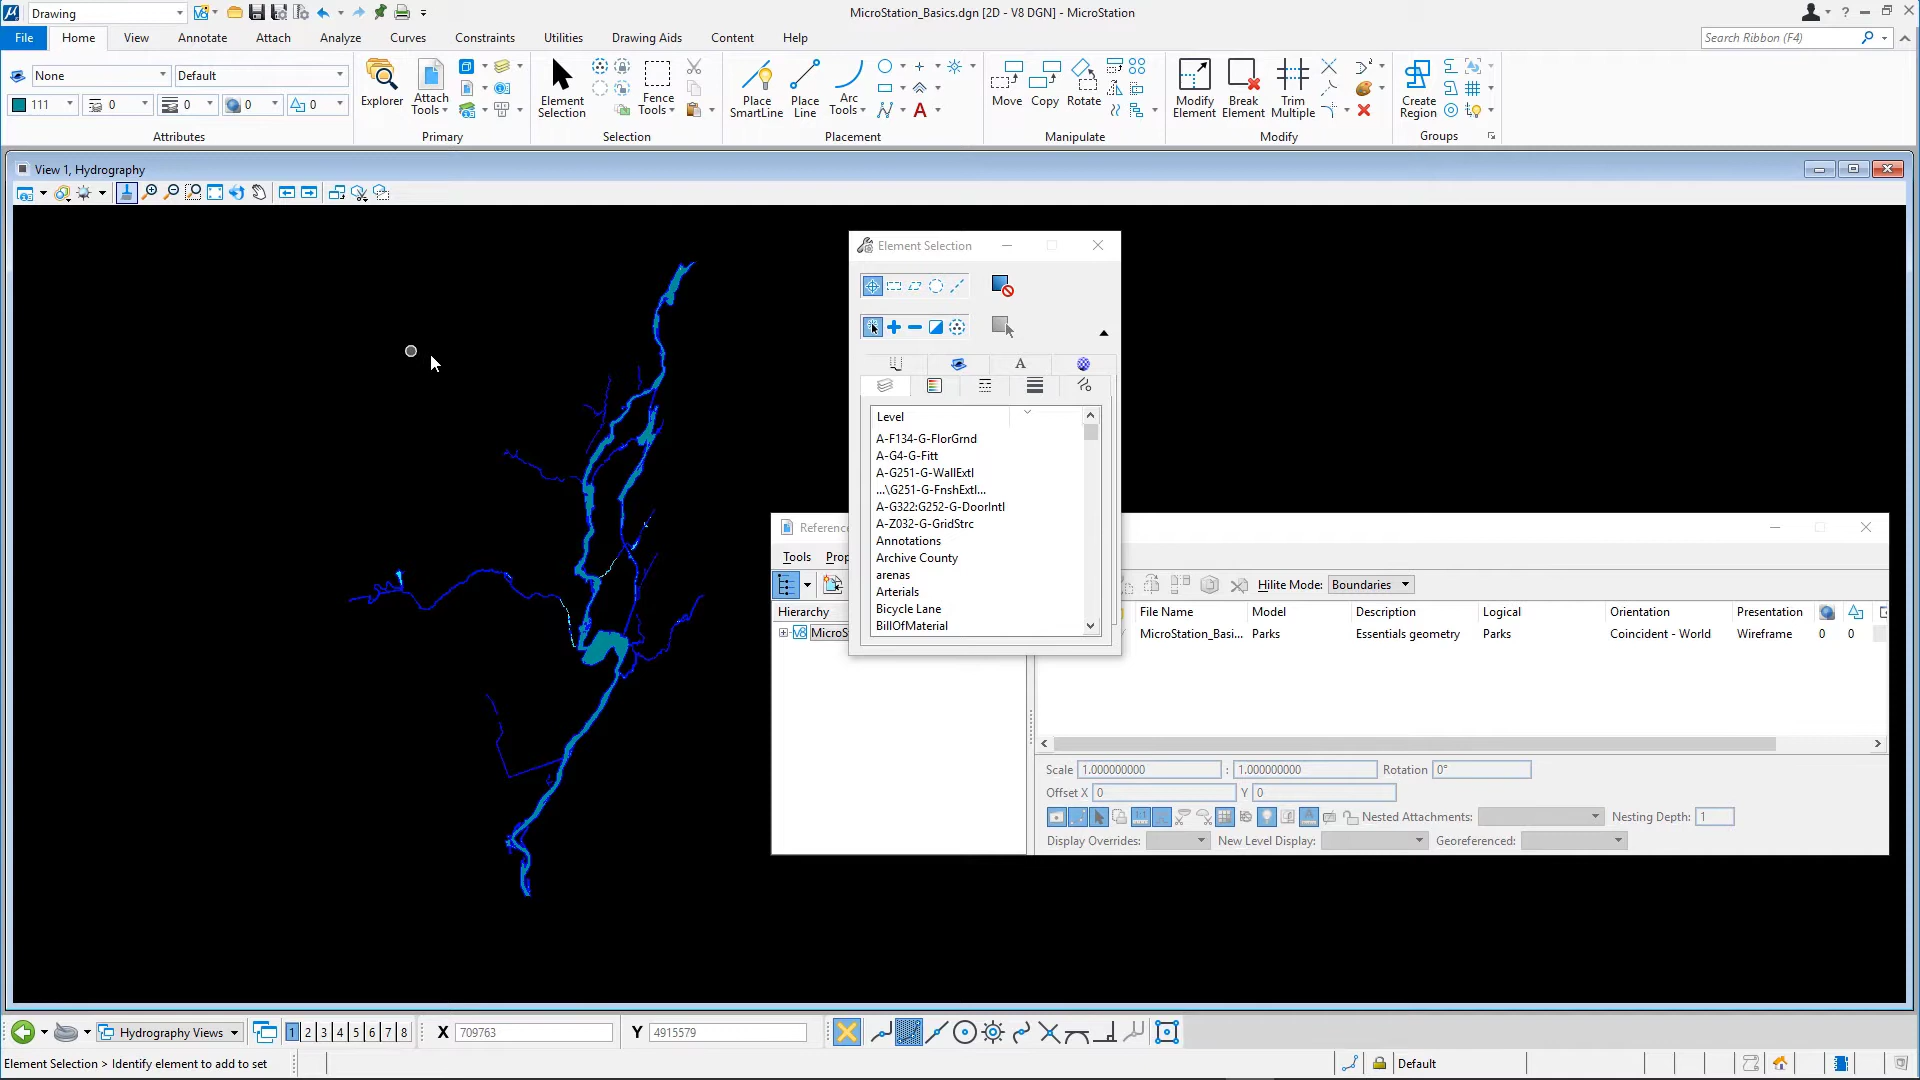 Drawing
MicroStation_Basics.dgn [2D - V8 DGN] - MicroStation
File Home View Annotate Attach Analyze Curves Constraints Utilities Drawing Aids Content Help Search Ribbon (F4)
None Default
111 0 0 0 0
Attributes
Explorer
Attach Tools
Primary
Element Selection
Fence Tools
Selection
Place SmartLine
Place Line
Arc Tools
Placement
Move Copy Rotate
Manipulate
Modify Element
Break Element
Trim Multiple
Modify
Create Region
Groups
View 1, Hydrography
Element Selection
Level
A-F134-G-FlorGrnd
A-G4-G-Fitt
A-G251-G-WallExtl
...\G251-G-FnshExtl...
A-G322:G252-G-DoorIntl
A-Z032-G-GridStrc
Annotations
Archive County
arenas
Arterials
Bicycle Lane
BillOfMaterial
Reference
Tools Prop
Hilite Mode: Boundaries
Hierarchy
MicroS
File Name Model Description Logical Orientation Presentation
MicroStation_Basi... Parks Essentials geometry Parks Coincident - World Wireframe 0 0
Scale 1.000000000 : 1.000000000 Rotation 0°
Offset X 0 Y 0
Nested Attachments: Nesting Depth: 1
Display Overrides: New Level Display: Georeferenced:
Hydrography Views 1 2 3 4 5 6 7 8 X 709763 Y 4915579
Element Selection > Identify element to add to set
Default